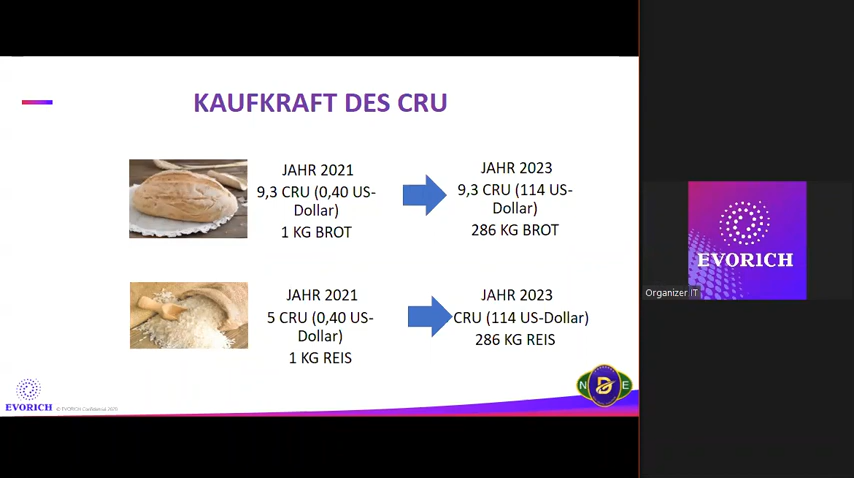 KAUFKRAFT DES CRU
JAHR 2021
9,3 CRU (0,40 US-
Dollar)
1 KG BROT
JAHR 2023
9,3 CRU (114 US-
Dollar)
286 KG BROT
JAHR 2021
5 CRU (0,40 US-
Dollar)
1 KG REIS
JAHR 2023
CRU (114 US-Dollar)
286 KG REIS
EVORICH
© EVORICH Confidential
N D E
EVORICH
Organizer IT